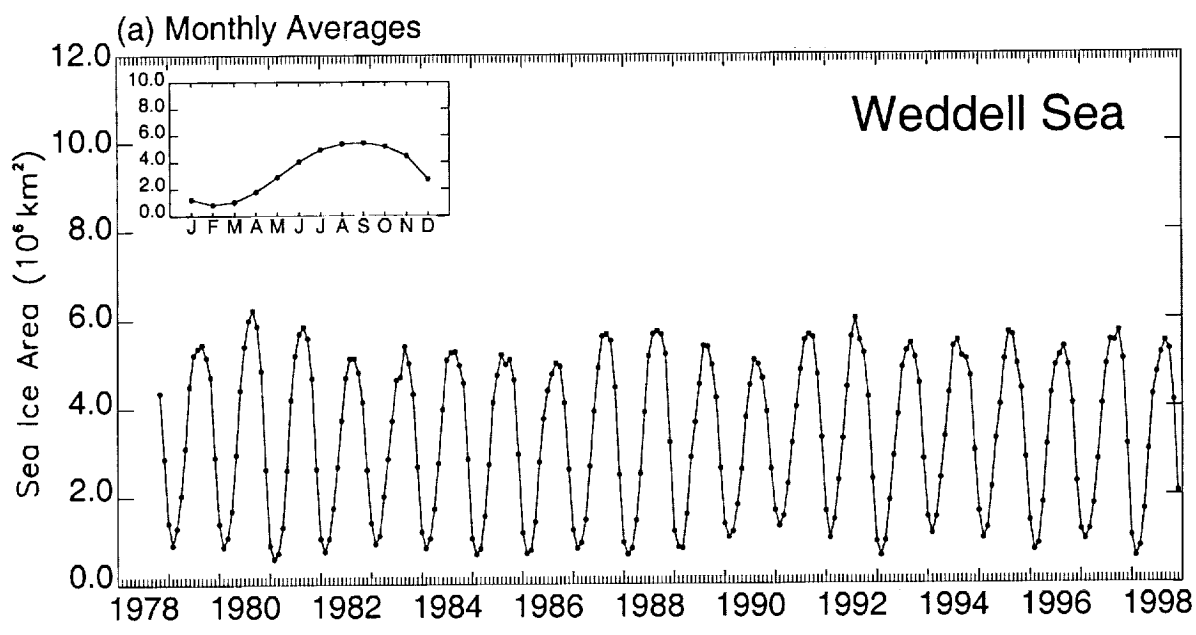 (a) Monthly Averages
12.0
10.0
8.0
6.0
4.0
2.0
0.0
Sea Ice Area (10⁶ km²)
Weddell Sea
10.0
8.0
6.0
4.0
2.0
0.0
J F M A M J J A S O N D
1978 1980 1982 1984 1986 1988 1990 1992 1994 1996 1998